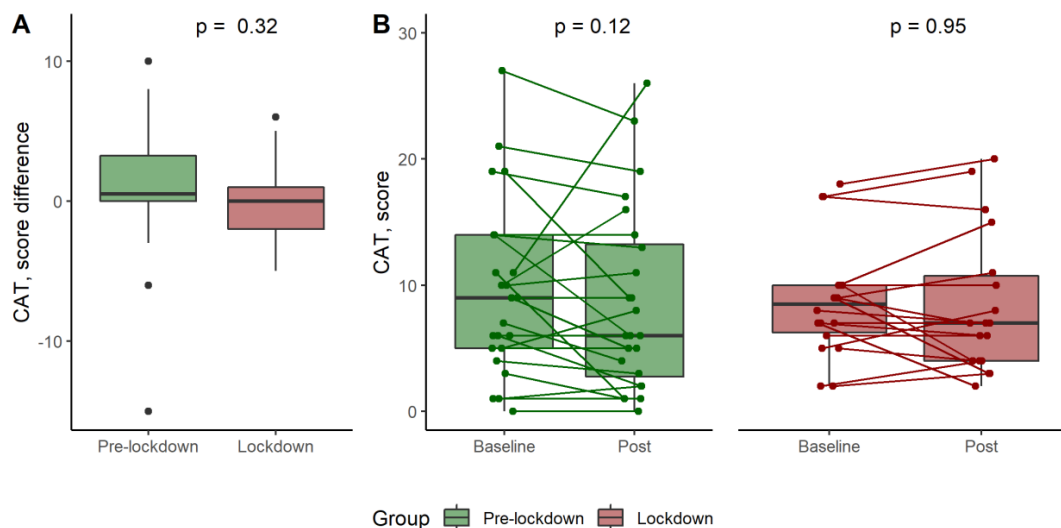 A
p =  0.32
CAT, score difference
10
0
-10
Pre-lockdown
Lockdown
B
p = 0.12
p = 0.95
CAT, score
30
20
10
0
Baseline
Post
Baseline
Post
Group
Pre-lockdown
Lockdown